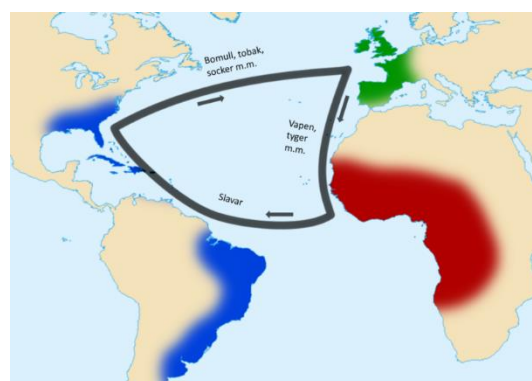 Bomull, tobak,
socker m.m.
Vapen,
tyger
m.m.
Slavar